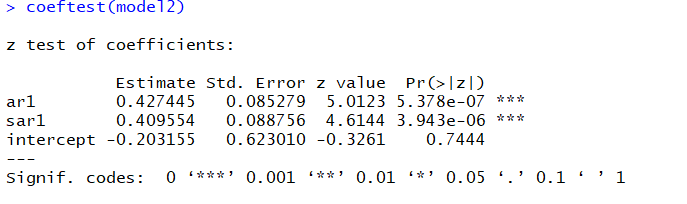 > coeftest(model2)

z test of coefficients:

           Estimate Std. Error z value  Pr(>|z|)
ar1        0.427445   0.085279  5.0123 5.378e-07 ***
sar1       0.409554   0.088756  4.6144 3.943e-06 ***
intercept -0.203155   0.623010 -0.3261    0.7444
---
Signif. codes:  0 ‘***’ 0.001 ‘**’ 0.01 ‘*’ 0.05 ‘.’ 0.1 ‘ ’ 1